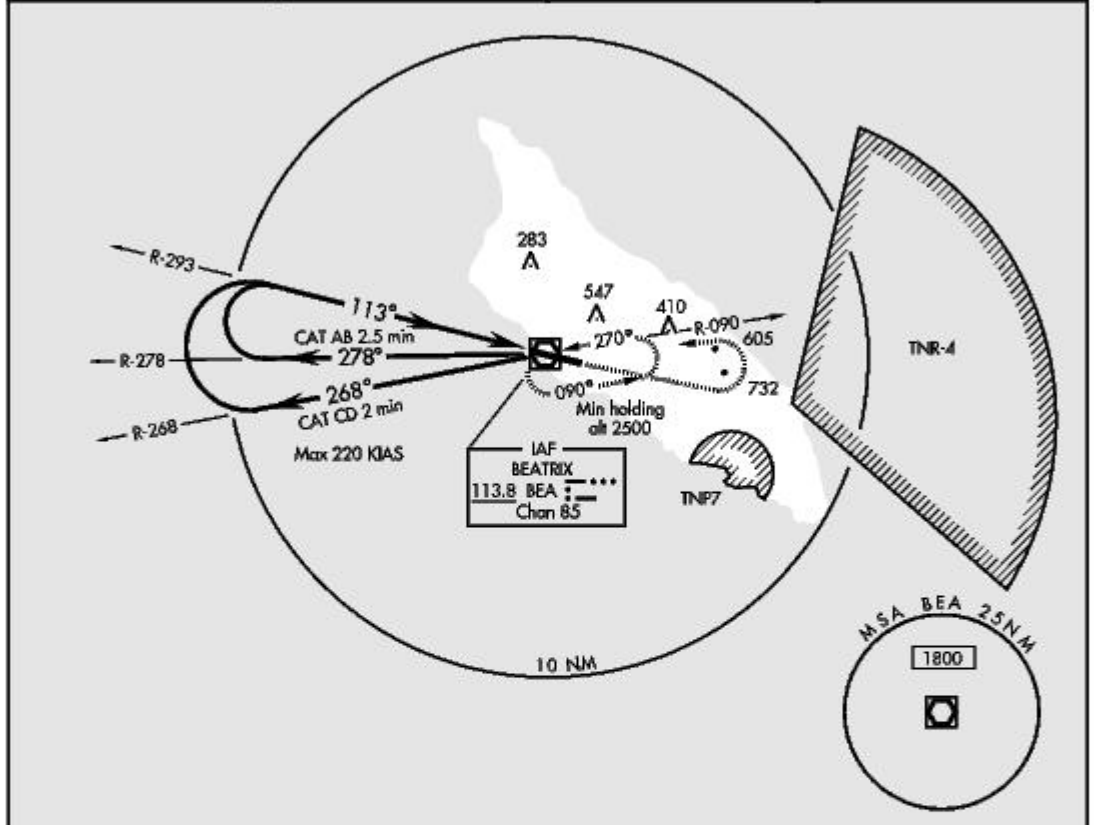 283
R-293
547
410
113°
R-090
270°
605
CAT AB 2.5 min
TNR-4
R-278
278°
268°
090°
732
CAT CD 2 min
Min holding
alt 2500
R-268
Max 220 KIAS
IAF
BEATRIX
113.8 BEA
Chan 85
TNP7
MSA BEA 25NM
1800
10 NM